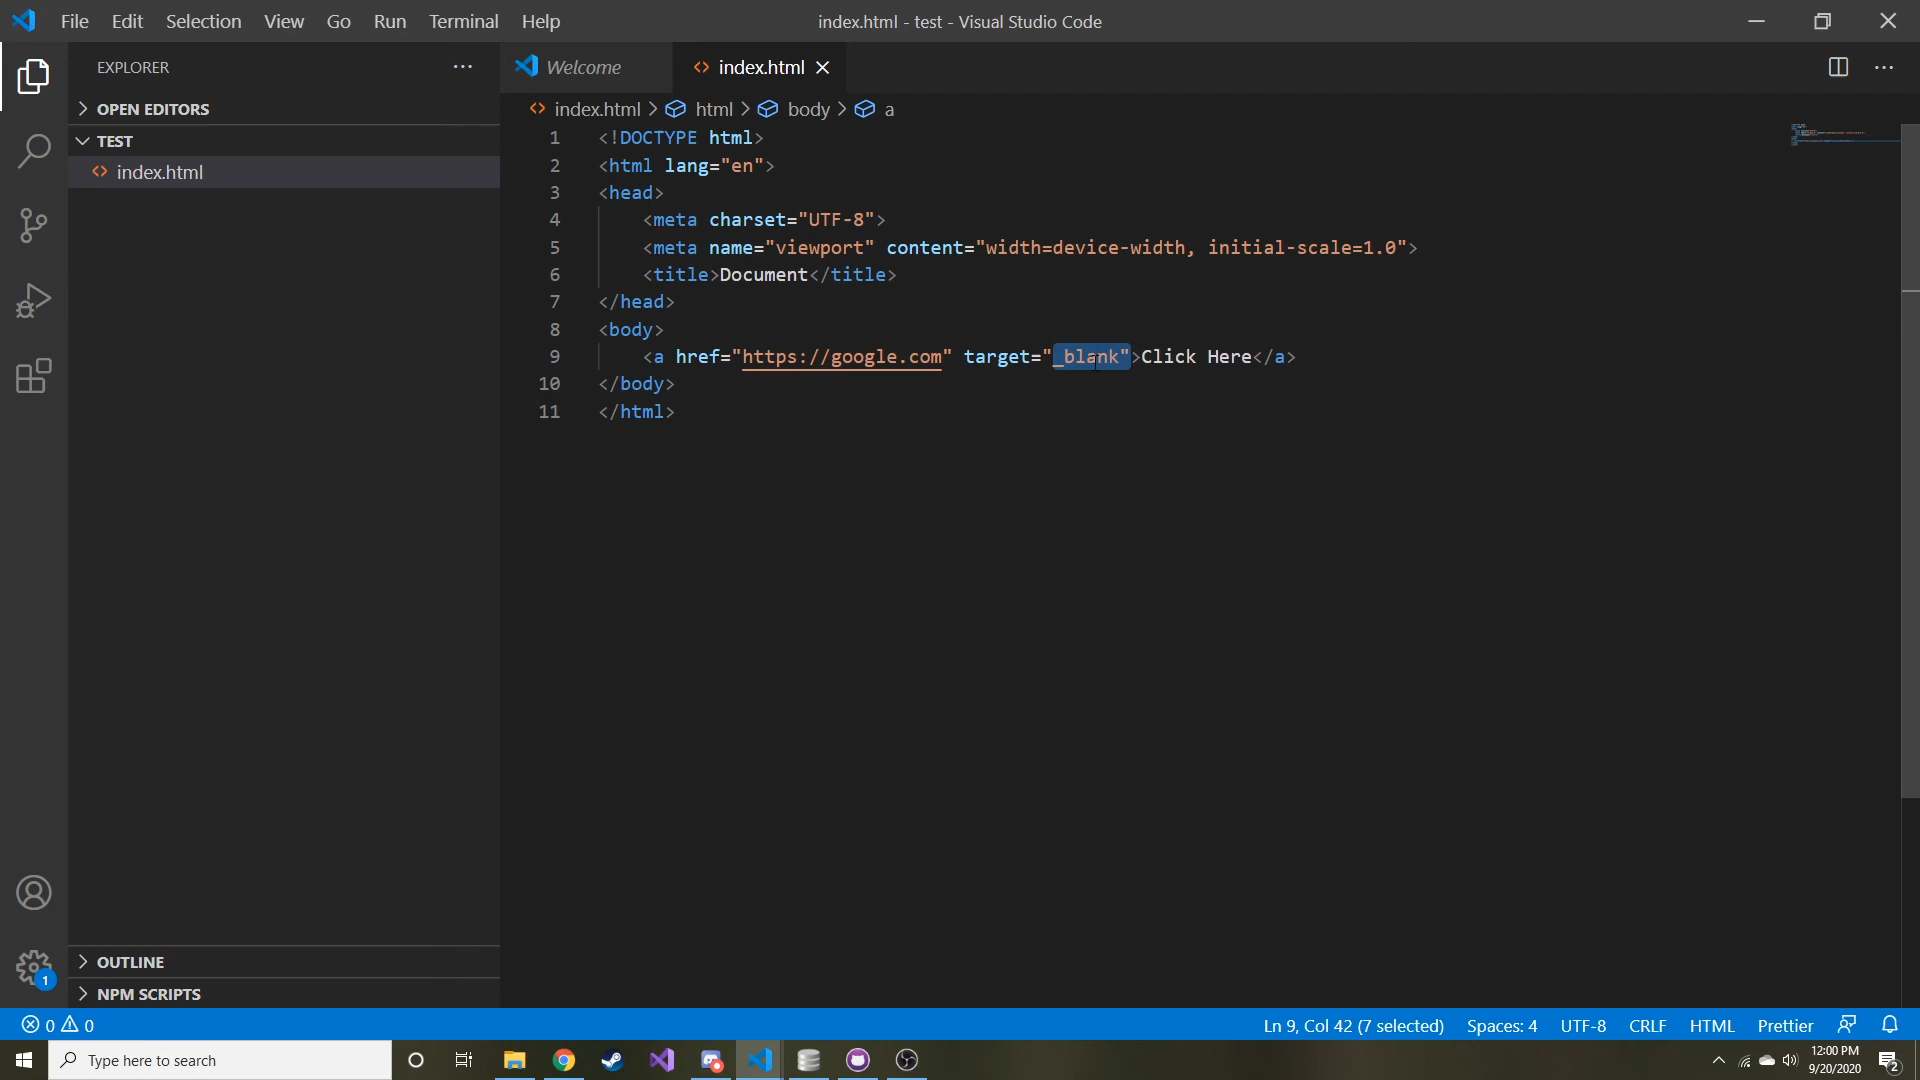 File Edit Selection View Go Run Terminal Help
index.html - test - Visual Studio Code
EXPLORER
OPEN EDITORS
TEST
index.html
OUTLINE
NPM SCRIPTS
Welcome
index.html
index.html > html > body > a
1 <!DOCTYPE html>
2 <html lang="en">
3 <head>
4 <meta charset="UTF-8">
5 <meta name="viewport" content="width=device-width, initial-scale=1.0">
6 <title>Document</title>
7 </head>
8 <body>
9 <a href="https://google.com" target="_blank">Click Here</a>
10 </body>
11 </html>
1
0 0
Ln 9, Col 42 (7 selected) Spaces: 4 UTF-8 CRLF HTML Prettier
Type here to search
12:00 PM
9/20/2020
2